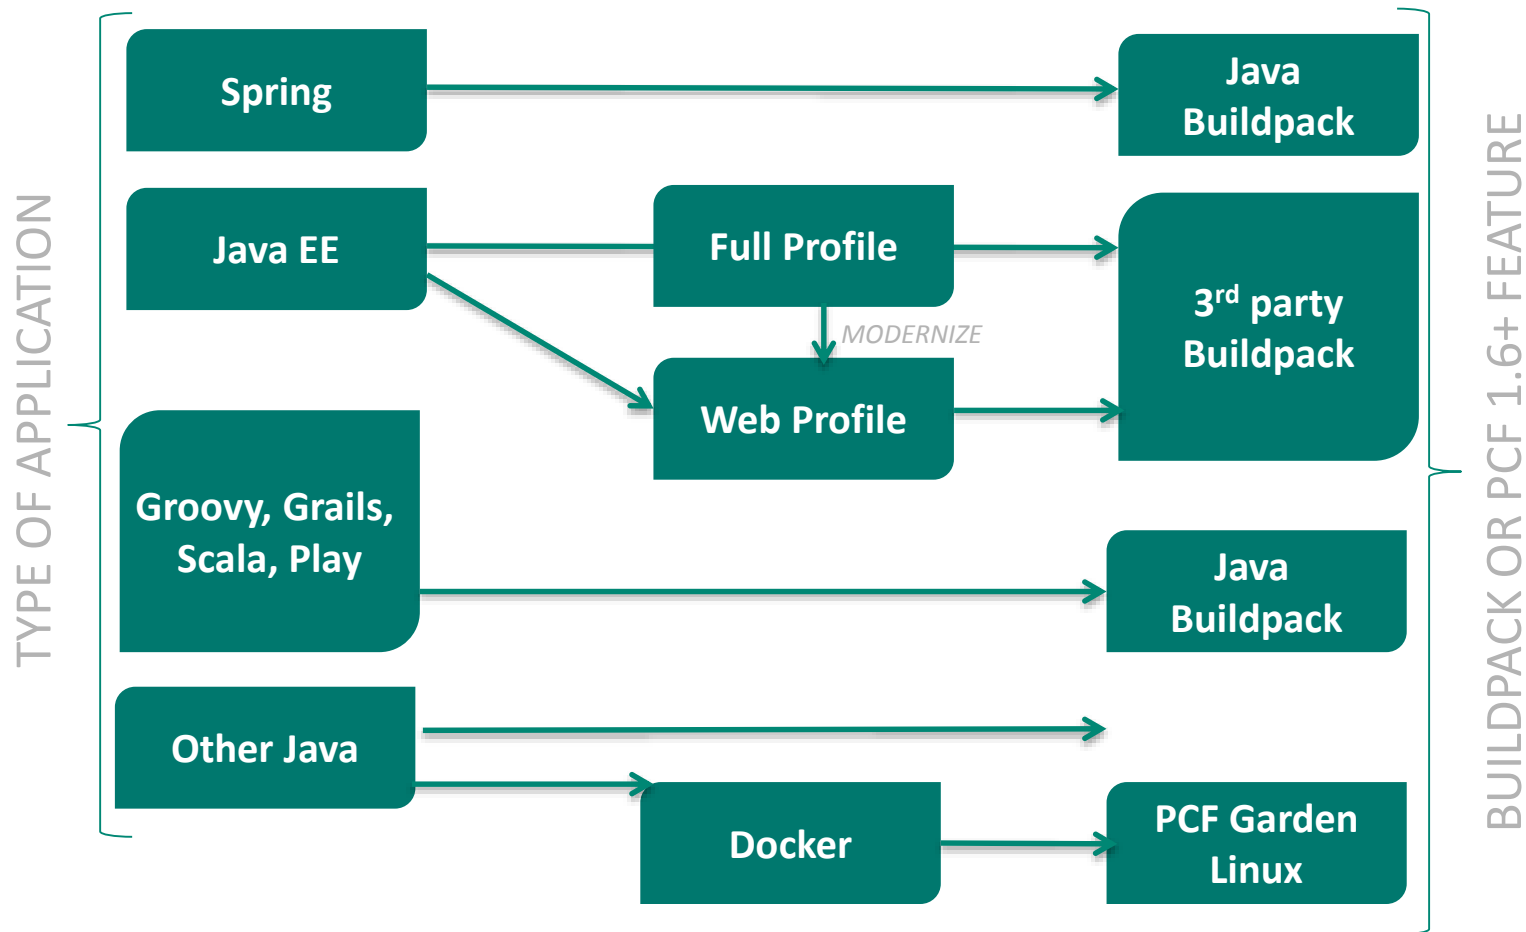 TYPE OF APPLICATION
Spring
Java
Buildpack
Java EE
Full Profile
MODERNIZE
Web Profile
3rd party
Buildpack
Groovy, Grails,
Scala, Play
Java
Buildpack
Other Java
Docker
PCF Garden
Linux
BUILDPACK OR PCF 1.6+ FEATURE